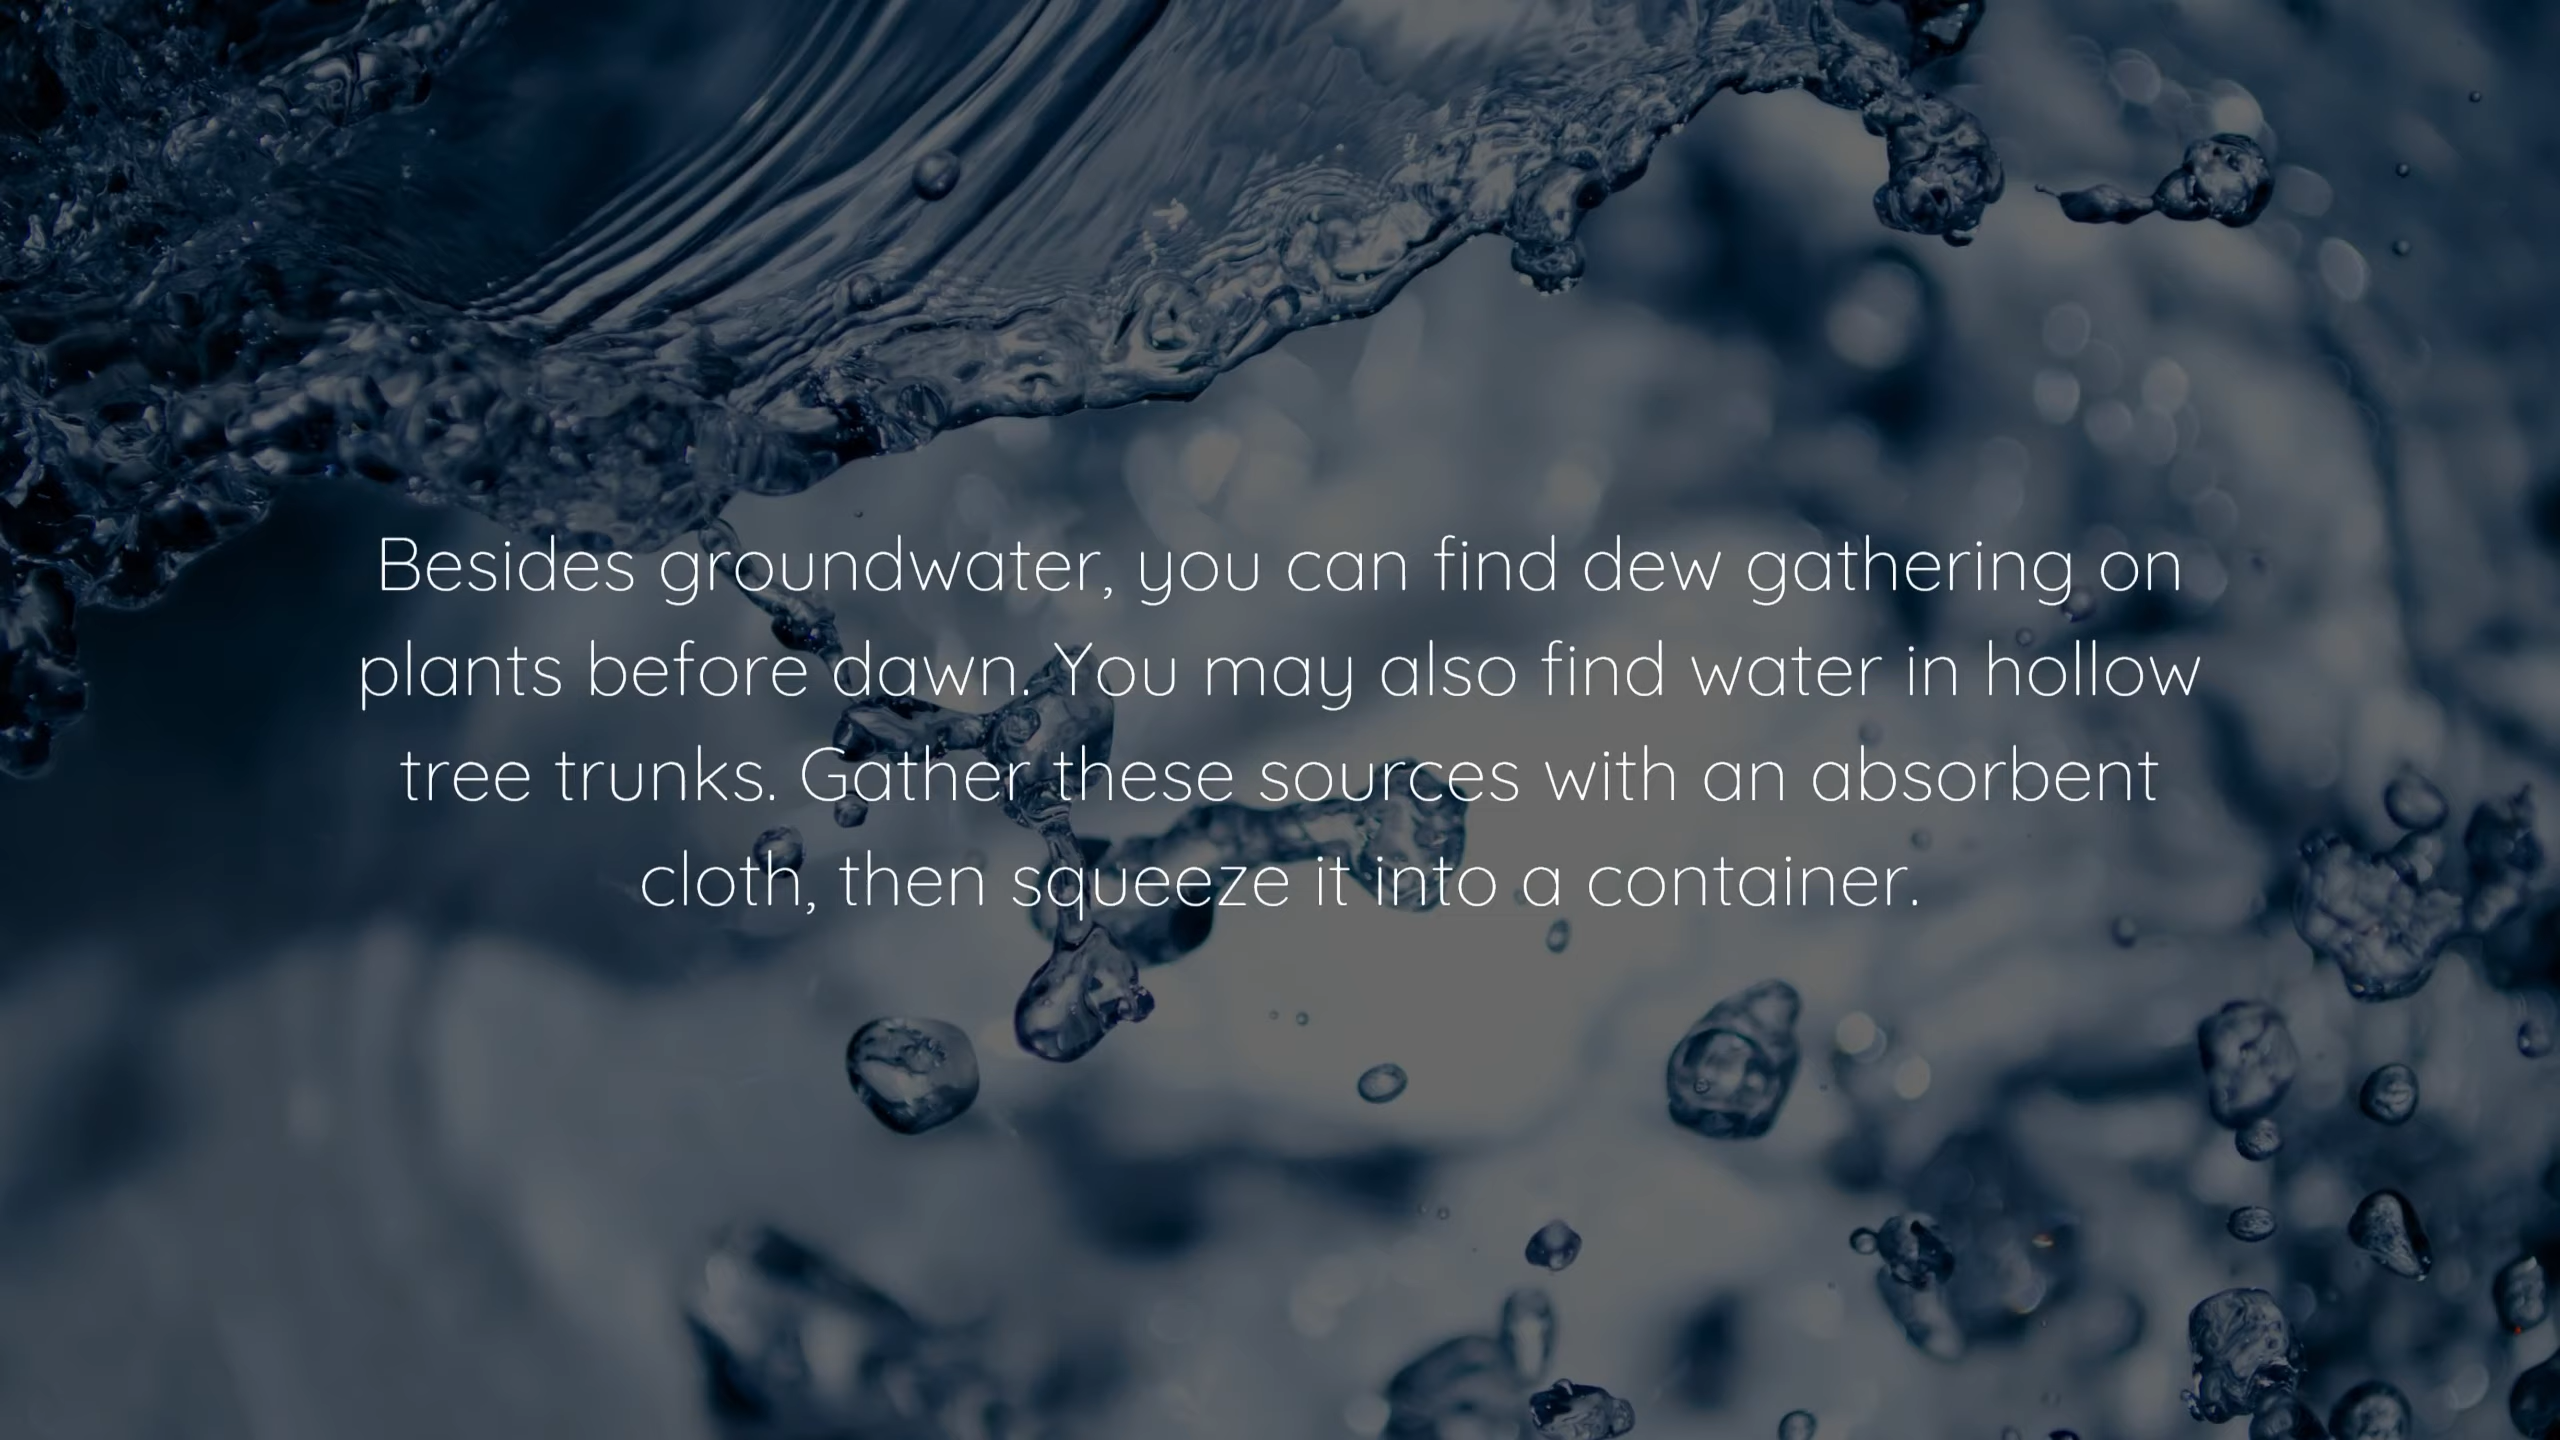 Besides groundwater, you can find dew gathering on
plants before dawn. You may also find water in hollow
tree trunks. Gather these sources with an absorbent
cloth, then squeeze it into a container.